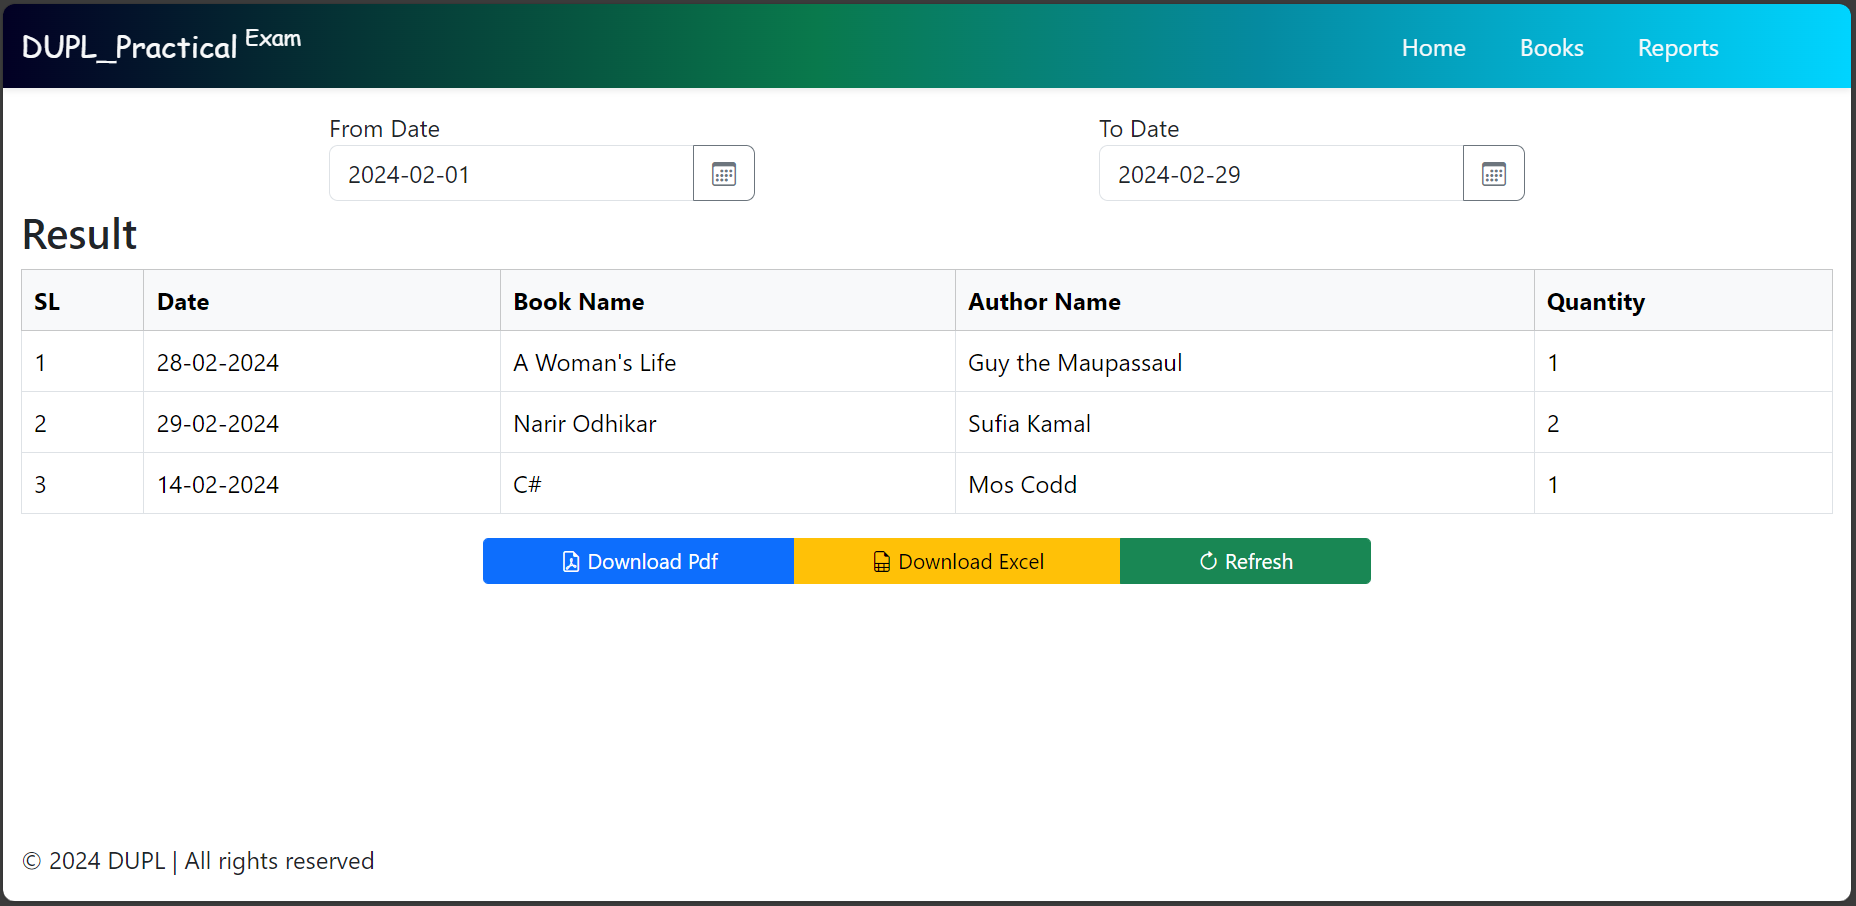 DUPL_Practical Exam Home Books Reports
From Date To Date
2024-02-01 2024-02-29
Result
SL Date Book Name Author Name Quantity
1 28-02-2024 A Woman's Life Guy the Maupassaul 1
2 29-02-2024 Narir Odhikar Sufia Kamal 2
3 14-02-2024 C# Mos Codd 1
Download Pdf Download Excel Refresh
© 2024 DUPL | All rights reserved